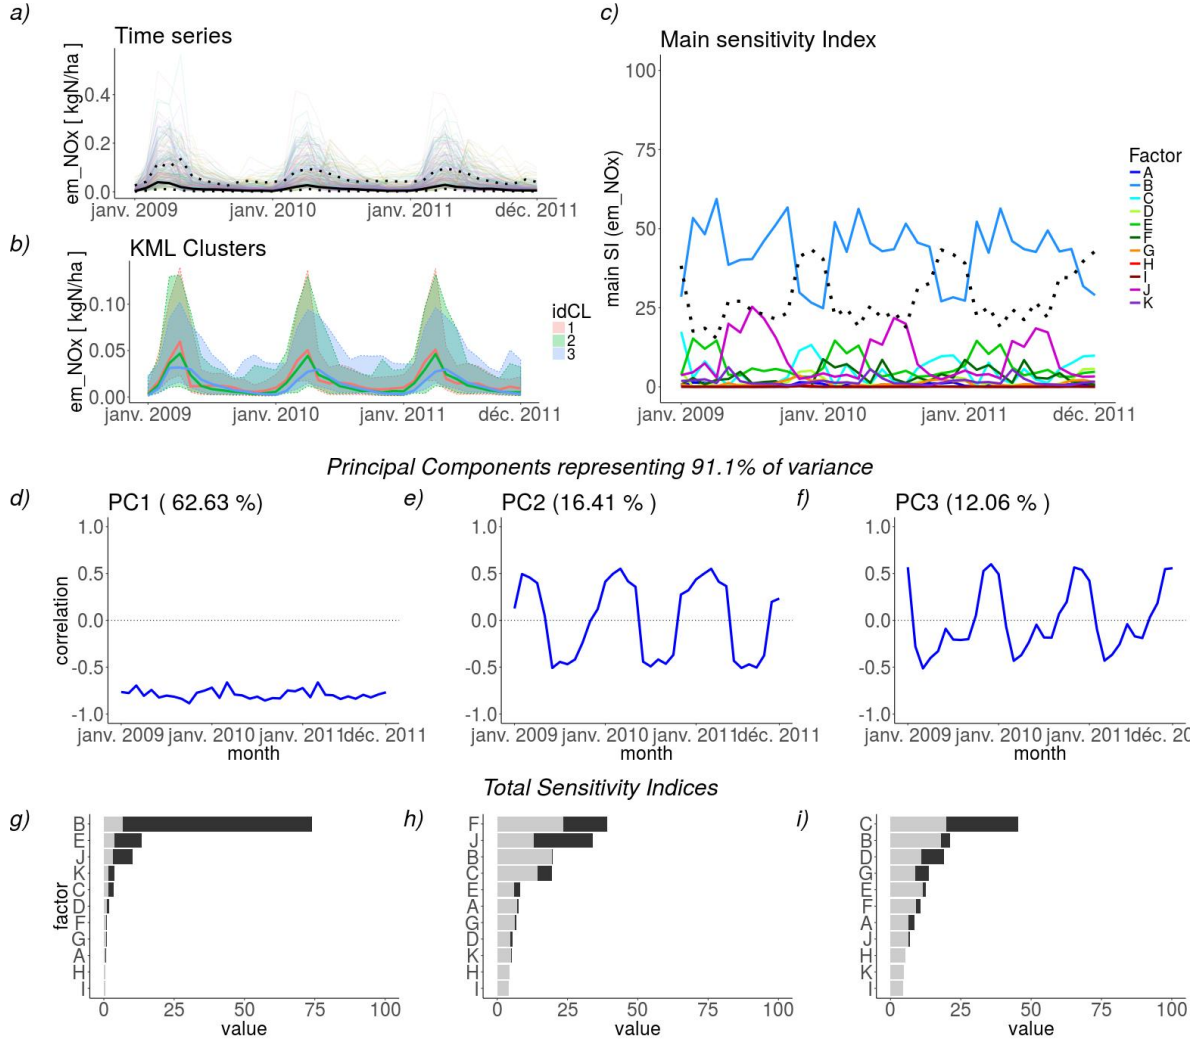 a)
Time series
em_NOx [ kgN/ha ]
0.4
0.2
0.0
janv. 2009
janv. 2010
janv. 2011
déc. 2011
b)
KML Clusters
em_NOx [ kgN/ha ]
0.10
0.05
0.00
janv. 2009
janv. 2010
janv. 2011
déc. 2011
idCL
1
2
3
c)
Main sensitivity Index
main SI (em_NOx)
100
75
50
25
0
janv. 2009
janv. 2010
janv. 2011
déc. 2011
Factor
A
B
C
D
E
F
G
H
I
J
K
Principal Components representing 91.1% of variance
d)
PC1 ( 62.63 %)
correlation
1.0
0.5
0.0
-0.5
-1.0
janv. 2009
janv. 2010
janv. 2011
déc. 2011
month
e)
PC2 (16.41 % )
1.0
0.5
0.0
-0.5
-1.0
janv. 2009
janv. 2010
janv. 2011
déc. 2011
month
f)
PC3 (12.06 % )
1.0
0.5
0.0
-0.5
-1.0
janv. 2009
janv. 2010
janv. 2011
déc. 20
month
Total Sensitivity Indices
g)
factor
B
E
J
K
C
D
F
G
A
H
I
0
25
50
75
100
value
h)
F
J
B
C
E
A
G
D
K
H
I
0
25
50
75
100
value
i)
C
B
D
G
E
F
A
J
H
K
I
0
25
50
75
100
value